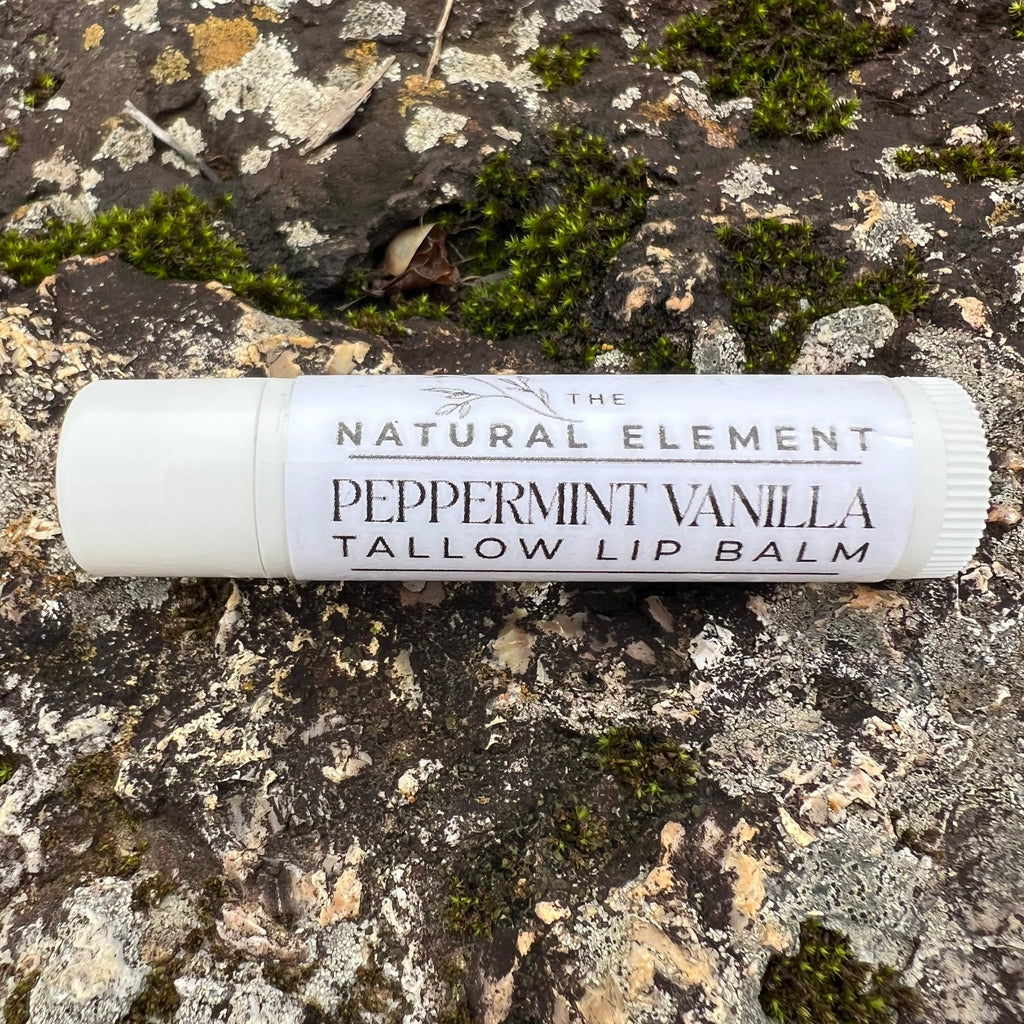 THE
NATURAL ELEMENT
PEPPERMINT VANILLA
TALLOW LIP BALM